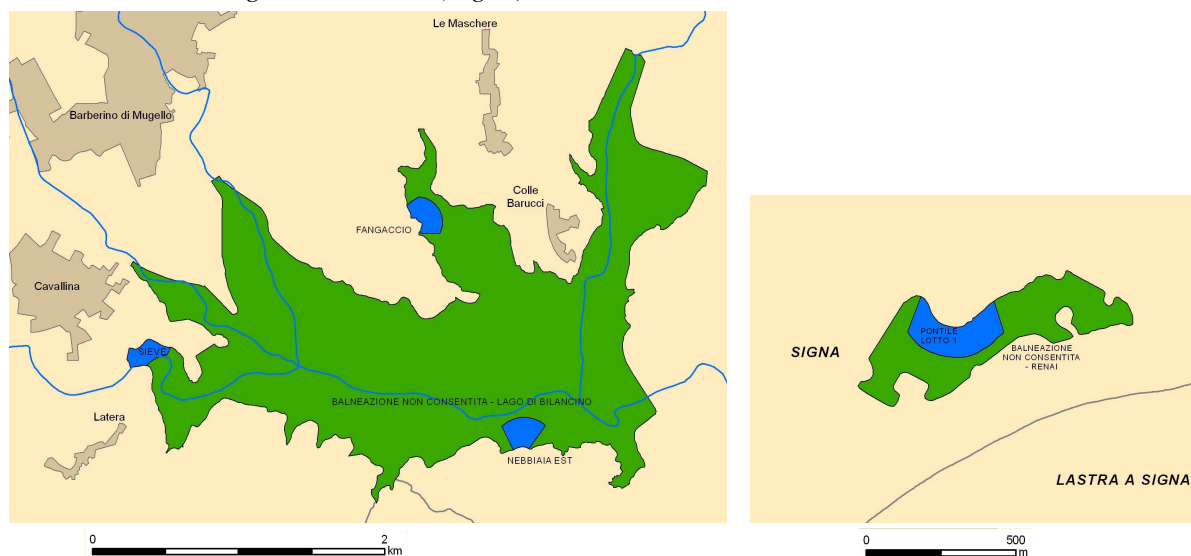 Le Maschere
Barberino di Mugello
Colle
Barucci
FANGACCIO
Cavallina
SIEVE
BALNEAZIONE NON CONSENTITA - LAGO DI BILANCINO
Latera
NEBBIAIA EST
0 2
km
PONTILE
LOTTO 1
SIGNA
BALNEAZIONE
NON CONSENTITA
- RENAI
LASTRA A SIGNA
0 500
m